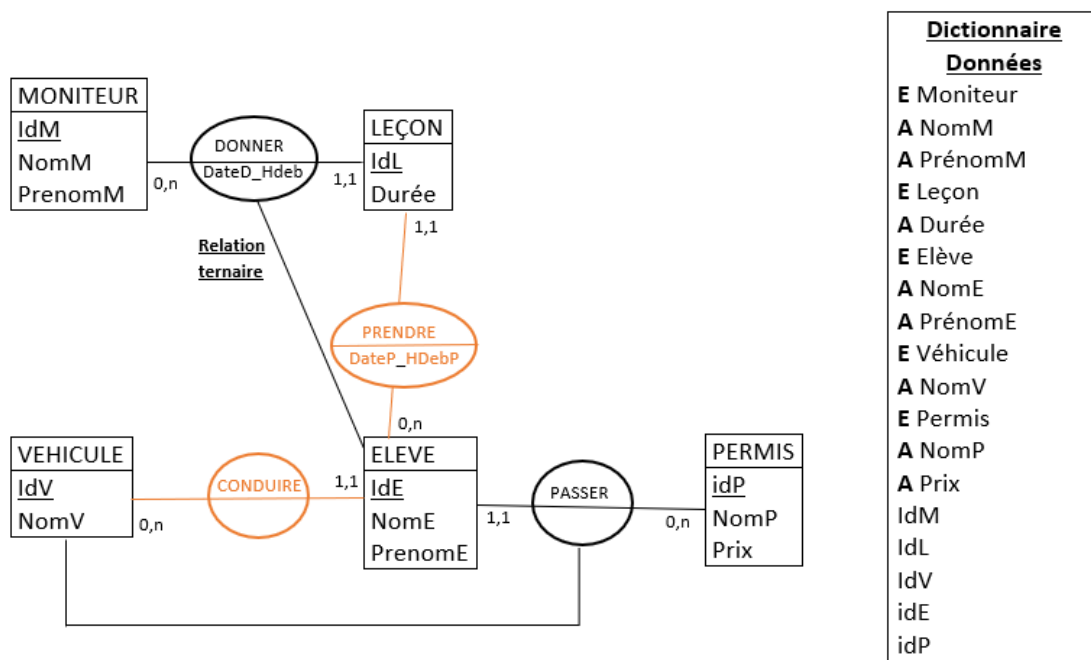 MONITEUR
IdM
NomM
PrenomM
0,n
DONNER
DateD_Hdeb
1,1
LEÇON
IdL
Durée
1,1
Relation
ternaire
PRENDRE
DateP_HDebP
0,n
VEHICULE
IdV
NomV
0,n
CONDUIRE
1,1
ELEVE
IdE
NomE
PrenomE
1,1
PASSER
0,n
PERMIS
idP
NomP
Prix
Dictionnaire
Données
E Moniteur
A NomM
A PrénomM
E Leçon
A Durée
E Elève
A NomE
A PrénomE
E Véhicule
A NomV
E Permis
A NomP
A Prix
IdM
IdL
IdV
idE
idP